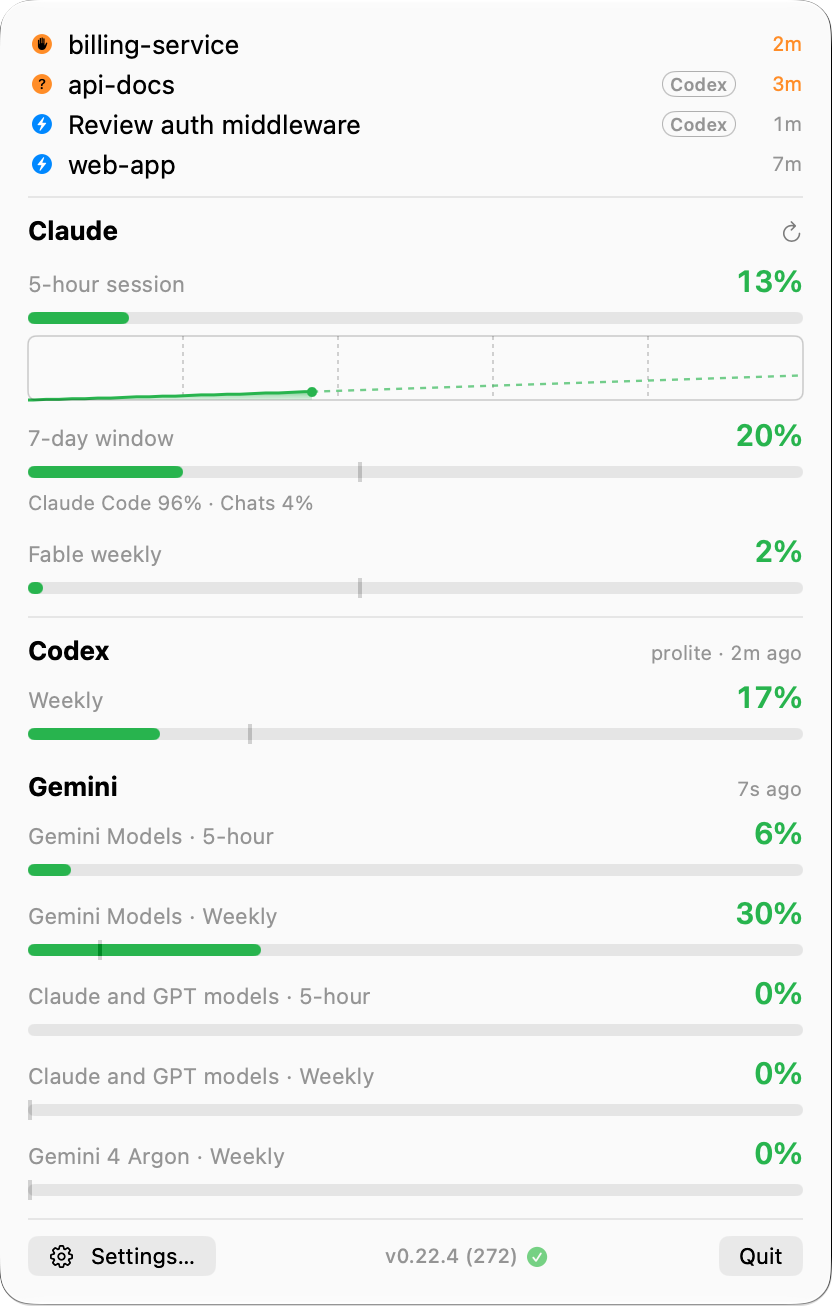 billing-service 2m
? api-docs Codex 3m
Review auth middleware Codex 1m
web-app 7m
Claude
5-hour session 13%
7-day window 20%
Claude Code 96% · Chats 4%
Fable weekly 2%
Codex prolite · 2m ago
Weekly 17%
Gemini 7s ago
Gemini Models · 5-hour 6%
Gemini Models · Weekly 30%
Claude and GPT models · 5-hour 0%
Claude and GPT models · Weekly 0%
Gemini 4 Argon · Weekly 0%
Settings... v0.22.4 (272) Quit